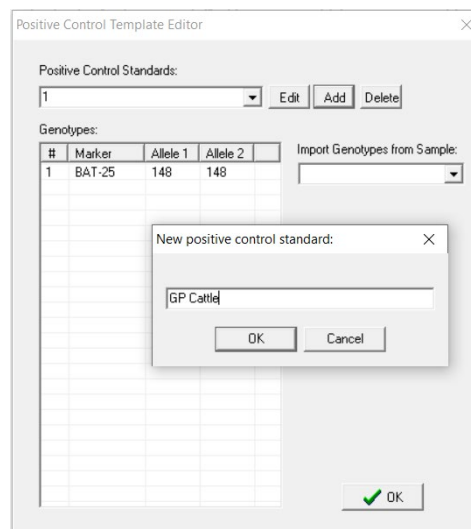 Positive Control Template Editor
Positive Control Standards:
1 Edit Add Delete
Genotypes:
Import Genotypes from Sample:
# Marker Allele 1 Allele 2
1 BAT-25 148 148
New positive control standard:
GP Cattle
OK Cancel
OK